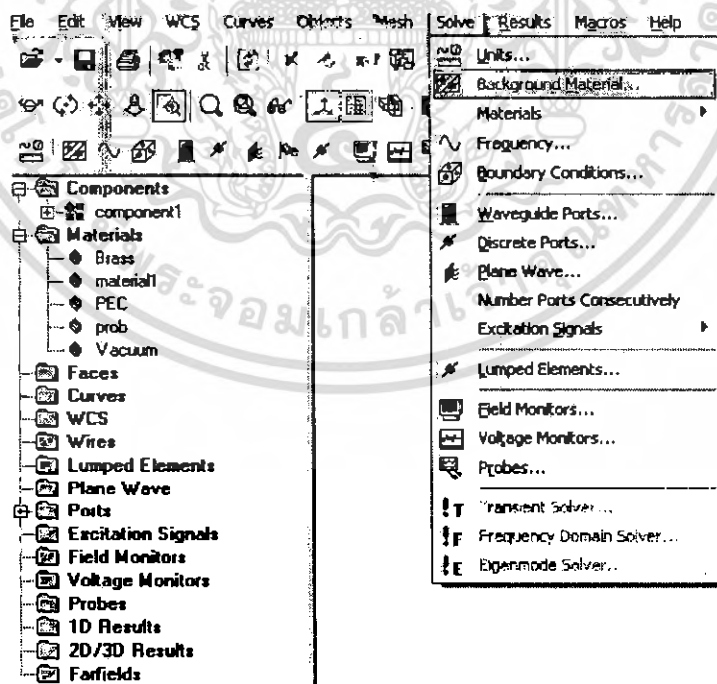 File Edit View WCS Curves Objects Mesh Solve Results Macros Help
Units...
Background Material...
Materials
Frequency...
Boundary Conditions...
Waveguide Ports...
Discrete Ports...
Plane Wave...
Number Ports Consecutively
Excitation Signals
Lumped Elements...
Field Monitors...
Voltage Monitors...
Probes...
Transient Solver...
Frequency Domain Solver...
Eigenmode Solver...
Components
component1
Materials
Brass
material1
PEC
prob
Vacuum
Faces
Curves
WCS
Wires
Lumped Elements
Plane Wave
Ports
Excitation Signals
Field Monitors
Voltage Monitors
Probes
1D Results
2D/3D Results
Farfields